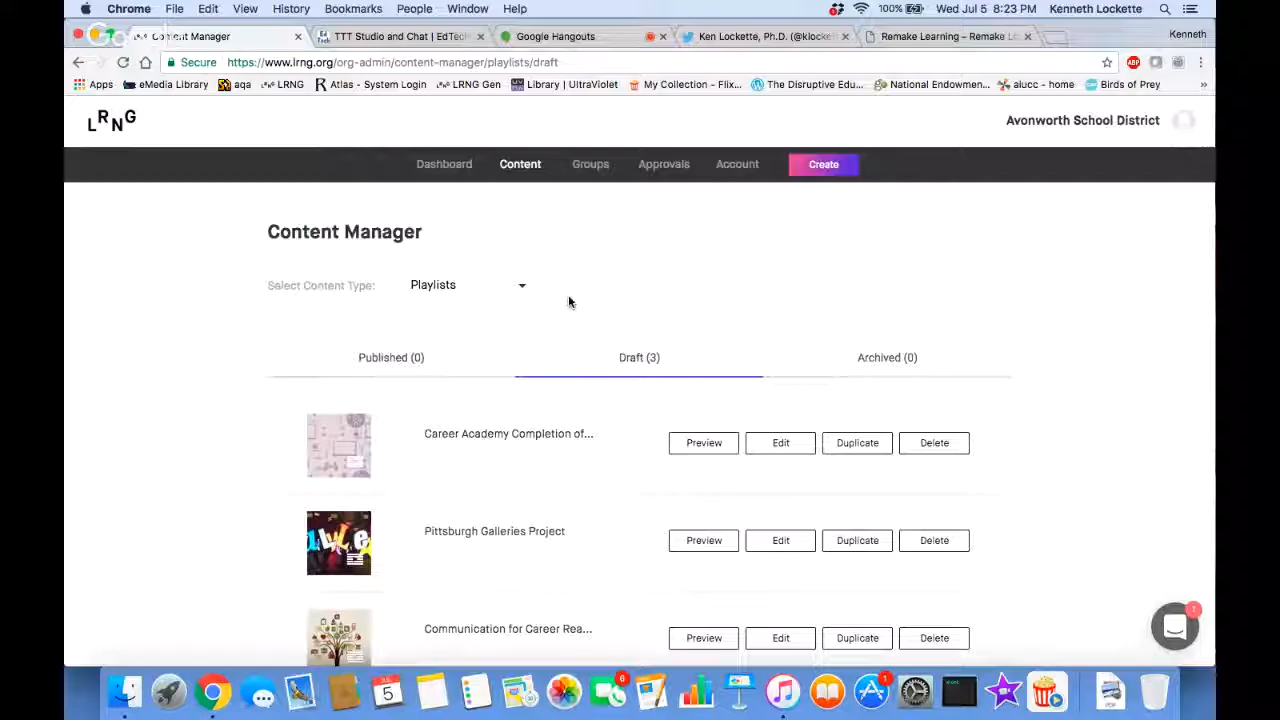 Chrome File Edit View History Bookmarks People Window Help 100% Wed Jul 5 8:23 PM Kenneth Lockette
Content Manager TTT Studio and Chat | EdTech Google Hangouts Ken Lockette, Ph.D. (@klocke Remake Learning – Remake L Kenneth
Secure https://www.lrng.org/org-admin/content-manager/playlists/draft ABP
Apps eMedia Library aqa LRNG Atlas - System Login LRNG Gen Library | UltraViolet My Collection - Flix... The Disruptive Edu... National Endowmen... alucc - home Birds of Prey »
LRNG
Avonworth School District
Dashboard Content Groups Approvals Account Create
Content Manager
Select Content Type: Playlists
Published (0) Draft (3) Archived (0)
Career Academy Completion of...
Preview Edit Duplicate Delete
Pittsburgh Galleries Project
Preview Edit Duplicate Delete
Communication for Career Rea...
Preview Edit Duplicate Delete
1
5 6 1
PDF